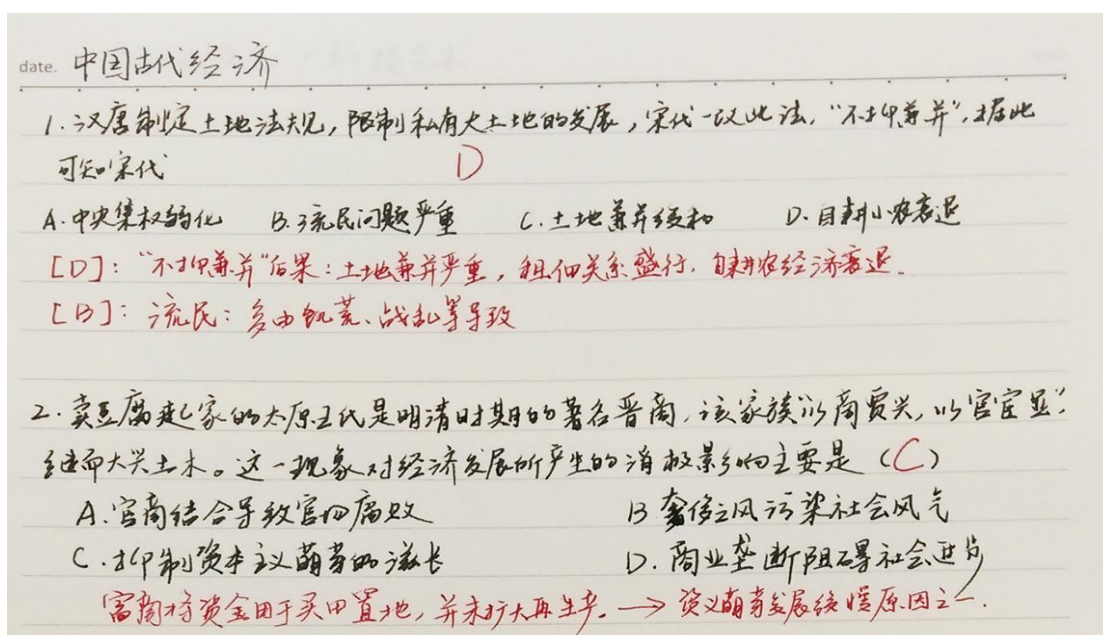 date. 中国古代经济
1.汉唐制定土地法规,限制私有大土地的发展,宋代一改此法,“不抑兼并”,据此
可知宋代 D
A.中央集权弱化 B.流民问题严重 C.土地兼并缓和 D.自耕小农衰退
[D]:“不抑兼并”后果:土地兼并严重,租佃关系盛行,自耕农经济衰退.
[B]:流民:多由饥荒、战乱等导致
2.卖豆腐起家的太原王氏是明清时期的著名晋商,该家族“以商贾兴,以官宦显”,
继而大兴土木。这一现象对经济发展所产生的消极影响主要是(C)
A.官商结合导致官场腐败 B 奢侈之风污染社会风气
C.抑制资本主义萌芽的滋长 D.商业垄断阻碍社会进步
富商将资金用于买田置地,并未扩大再生产.→资义萌芽发展缓慢原因之一.